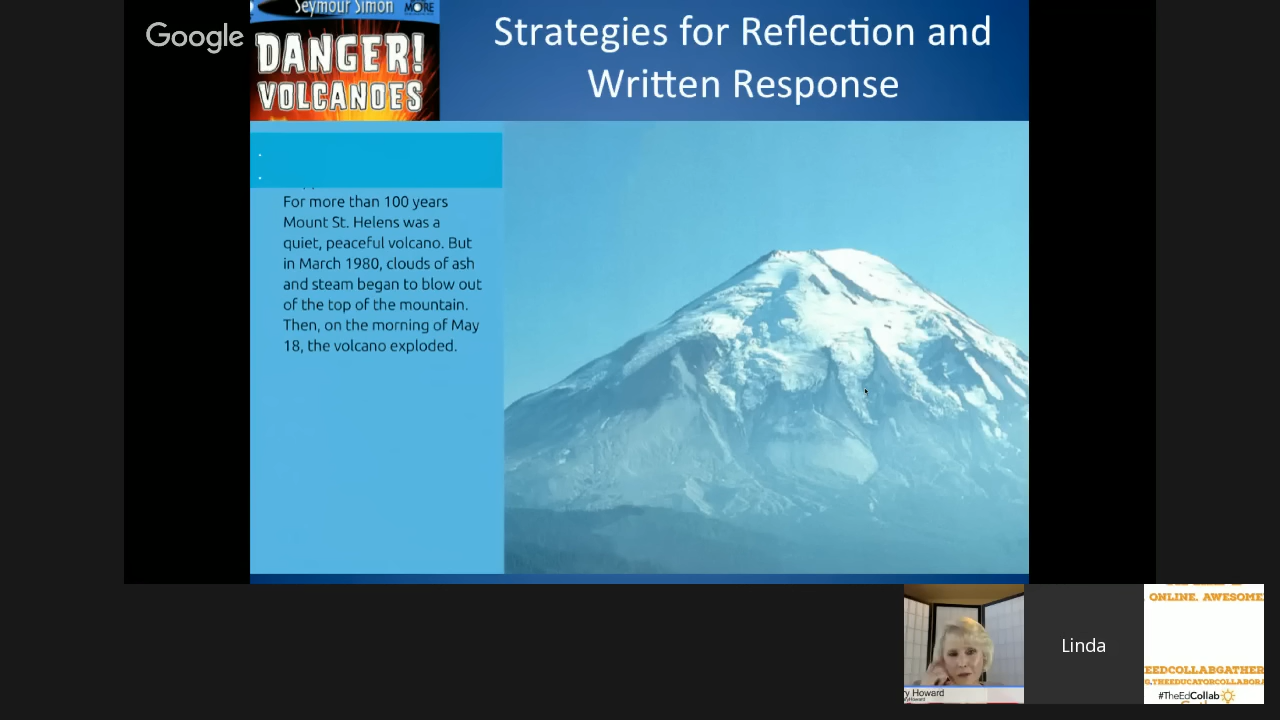 Google
Seymour Simon
MORE
DANGER!
VOLCANOES
Strategies for Reflection and
Written Response
For more than 100 years
Mount St. Helens was a
quiet, peaceful volcano. But
in March 1980, clouds of ash
and steam began to blow out
of the top of the mountain.
Then, on the morning of May
18, the volcano exploded.
ry Howard
Linda
ONLINE. AWESOME
EEDCOLLABGATHER
G.THEEDUCATORCOLLABORA
#TheEdCollab